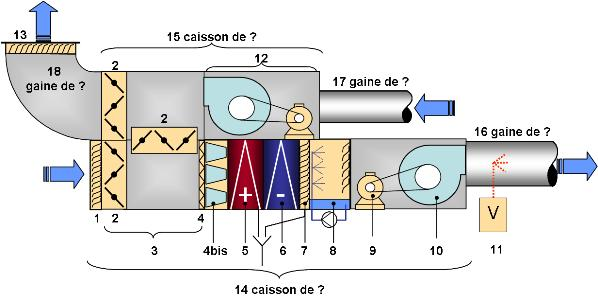 15 caisson de ?
13
2
12
18
gaine de ?
17 gaine de ?
2
16 gaine de ?
+
-
V
1
2
4
4bis
5
6
7
8
9
10
11
3
14 caisson de ?